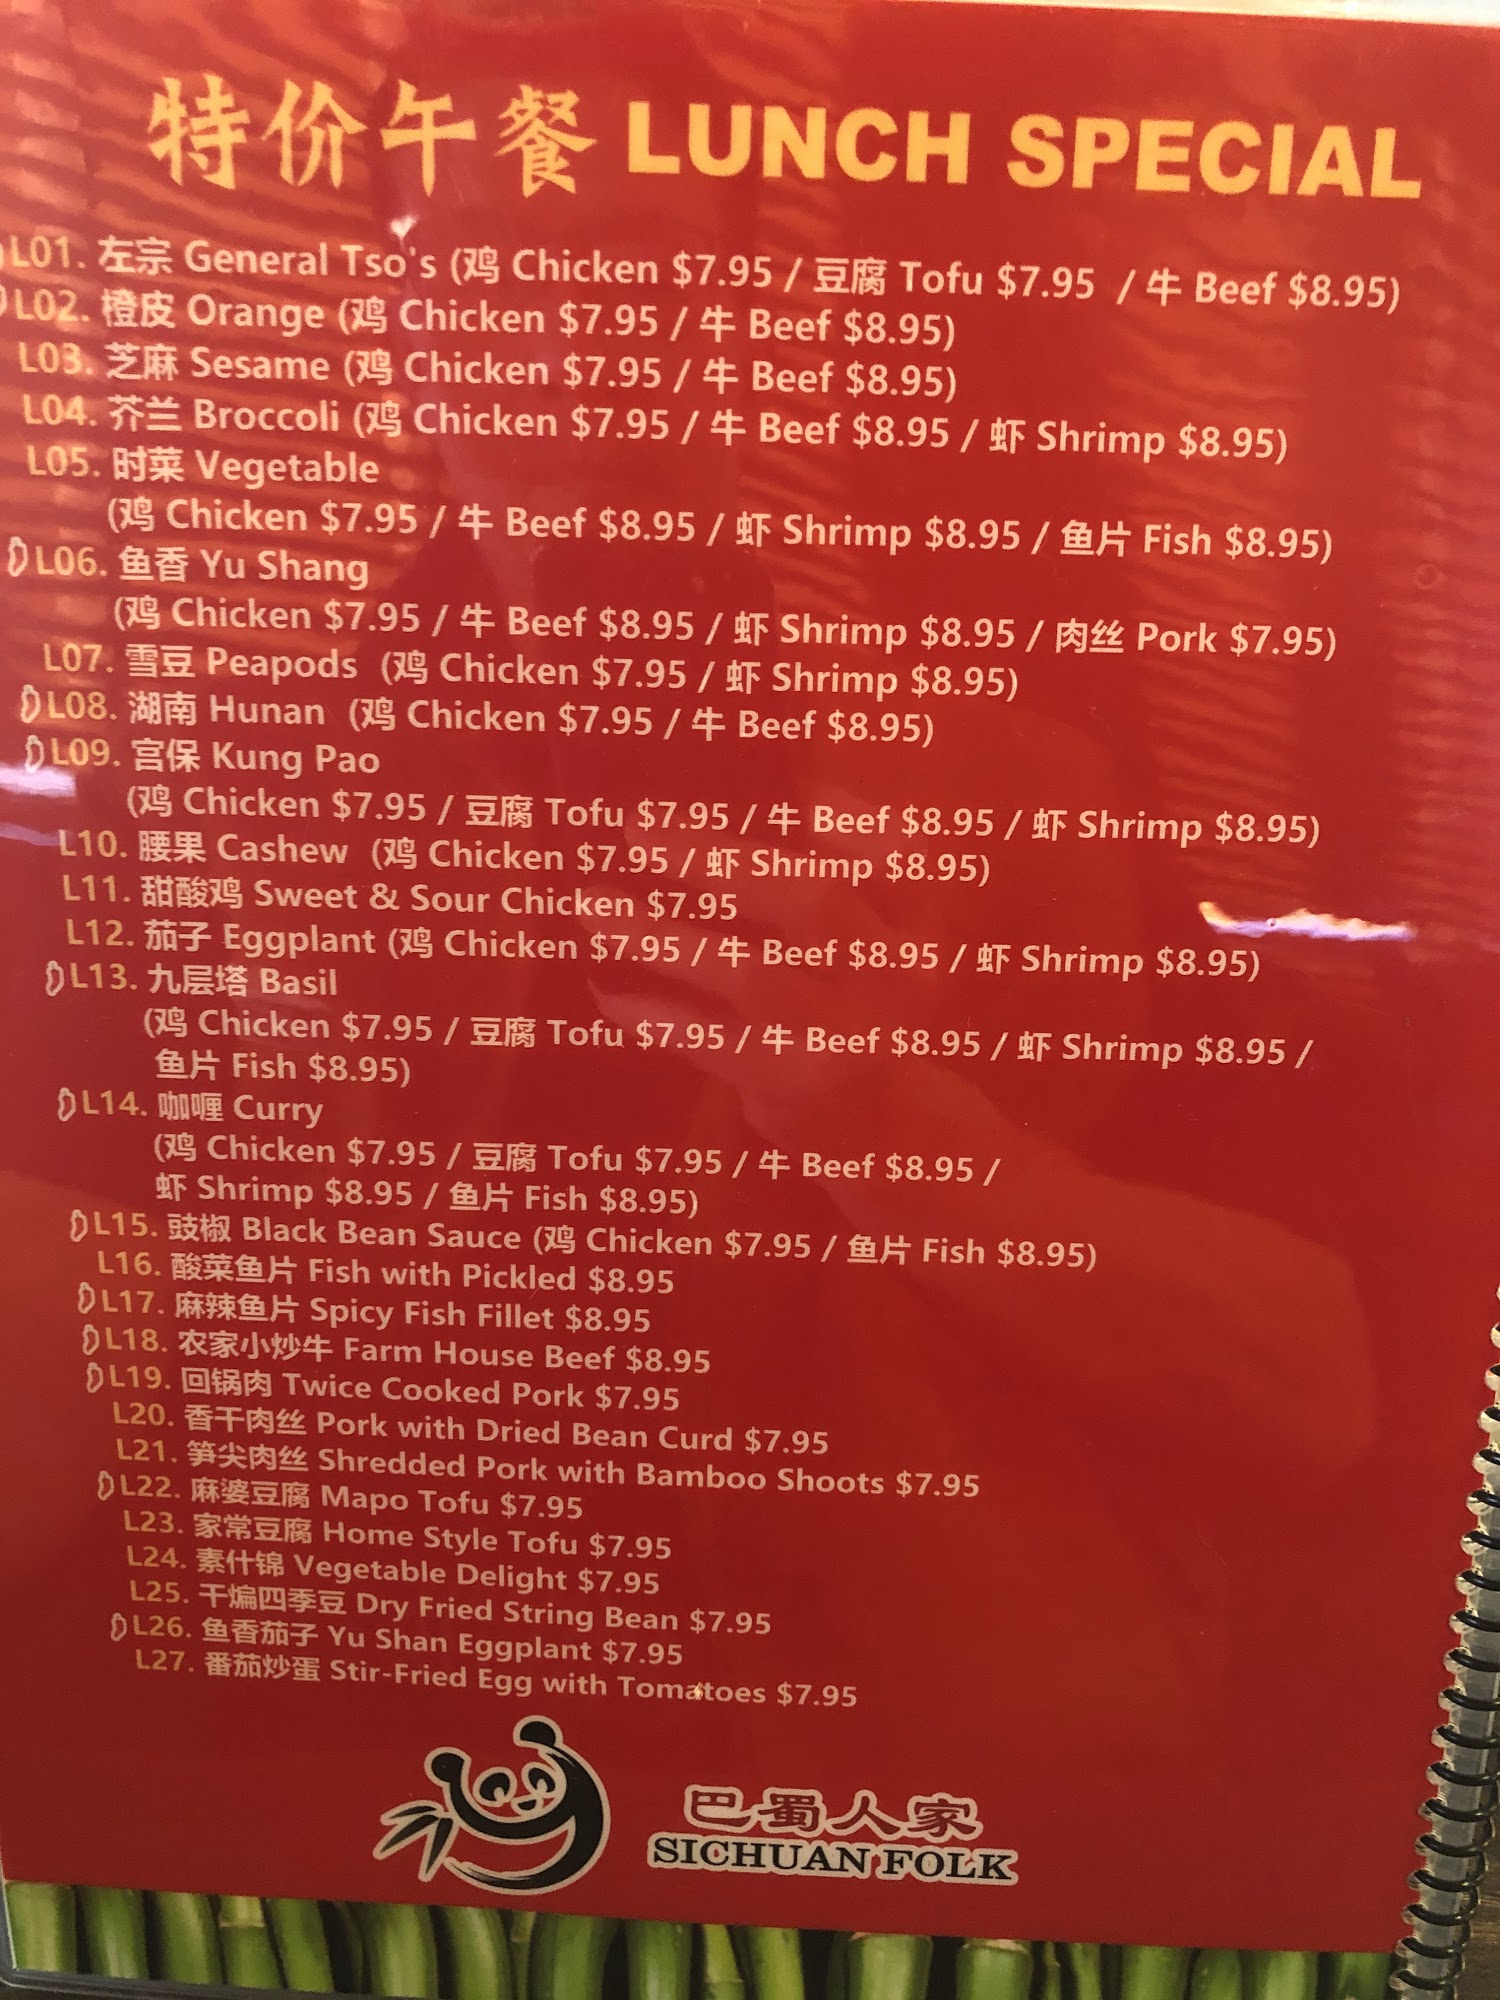 特价午餐 LUNCH SPECIAL
L01. 左宗 General Tso's (鸡 Chicken $7.95 / 豆腐 Tofu $7.95 / 牛 Beef $8.95)
L02. 橙皮 Orange (鸡 Chicken $7.95 / 牛 Beef $8.95)
L03. 芝麻 Sesame (鸡 Chicken $7.95 / 牛 Beef $8.95)
L04. 芥兰 Broccoli (鸡 Chicken $7.95 / 牛 Beef $8.95 / 虾 Shrimp $8.95)
L05. 时菜 Vegetable
(鸡 Chicken $7.95 / 牛 Beef $8.95 / 虾 Shrimp $8.95 / 鱼片 Fish $8.95)
L06. 鱼香 Yu Shang
(鸡 Chicken $7.95 / 牛 Beef $8.95 / 虾 Shrimp $8.95 / 肉丝 Pork $7.95)
L07. 雪豆 Peapods (鸡 Chicken $7.95 / 虾 Shrimp $8.95)
L08. 湖南 Hunan (鸡 Chicken $7.95 / 牛 Beef $8.95)
L09. 宫保 Kung Pao
(鸡 Chicken $7.95 / 豆腐 Tofu $7.95 / 牛 Beef $8.95 / 虾 Shrimp $8.95)
L10. 腰果 Cashew (鸡 Chicken $7.95 / 虾 Shrimp $8.95)
L11. 甜酸鸡 Sweet & Sour Chicken $7.95
L12. 茄子 Eggplant (鸡 Chicken $7.95 / 牛 Beef $8.95 / 虾 Shrimp $8.95)
L13. 九层塔 Basil
(鸡 Chicken $7.95 / 豆腐 Tofu $7.95 / 牛 Beef $8.95 / 虾 Shrimp $8.95 /
鱼片 Fish $8.95)
L14. 咖喱 Curry
(鸡 Chicken $7.95 / 豆腐 Tofu $7.95 / 牛 Beef $8.95 /
虾 Shrimp $8.95 / 鱼片 Fish $8.95)
L15. 豉椒 Black Bean Sauce (鸡 Chicken $7.95 / 鱼片 Fish $8.95)
L16. 酸菜鱼片 Fish with Pickled $8.95
L17. 麻辣鱼片 Spicy Fish Fillet $8.95
L18. 农家小炒牛 Farm House Beef $8.95
L19. 回锅肉 Twice Cooked Pork $7.95
L20. 香干肉丝 Pork with Dried Bean Curd $7.95
L21. 笋尖肉丝 Shredded Pork with Bamboo Shoots $7.95
L22. 麻婆豆腐 Mapo Tofu $7.95
L23. 家常豆腐 Home Style Tofu $7.95
L24. 素什锦 Vegetable Delight $7.95
L25. 干煸四季豆 Dry Fried String Bean $7.95
L26. 鱼香茄子 Yu Shan Eggplant $7.95
L27. 番茄炒蛋 Stir-Fried Egg with Tomatoes $7.95
巴蜀人家
SICHUAN FOLK